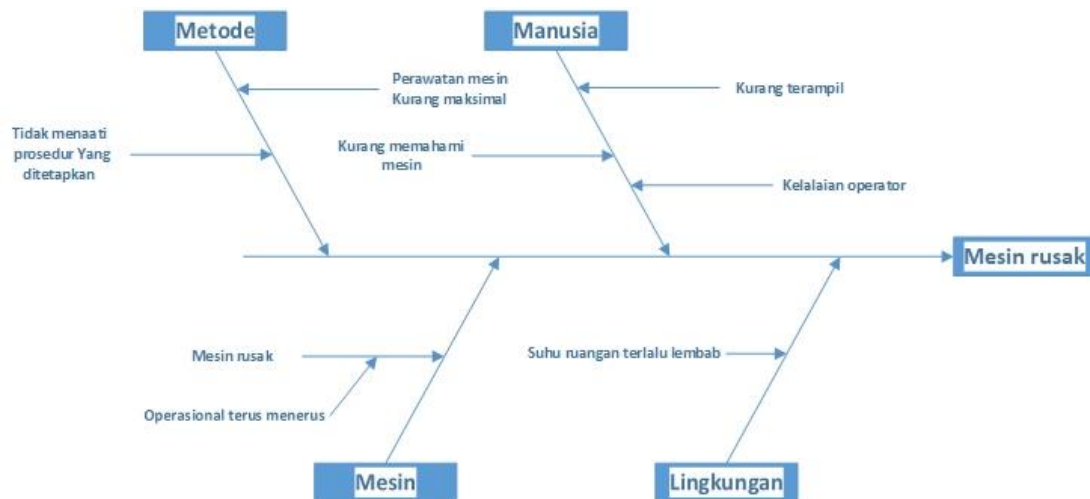 Metode
Manusia
Perawatan mesin
Kurang maksimal
Kurang terampil
Tidak menaati
prosedur Yang
ditetapkan
Kurang memahami
mesin
Kelalaian operator
Mesin rusak
Mesin rusak
Suhu ruangan terlalu lembab
Operasional terus menerus
Mesin
Lingkungan